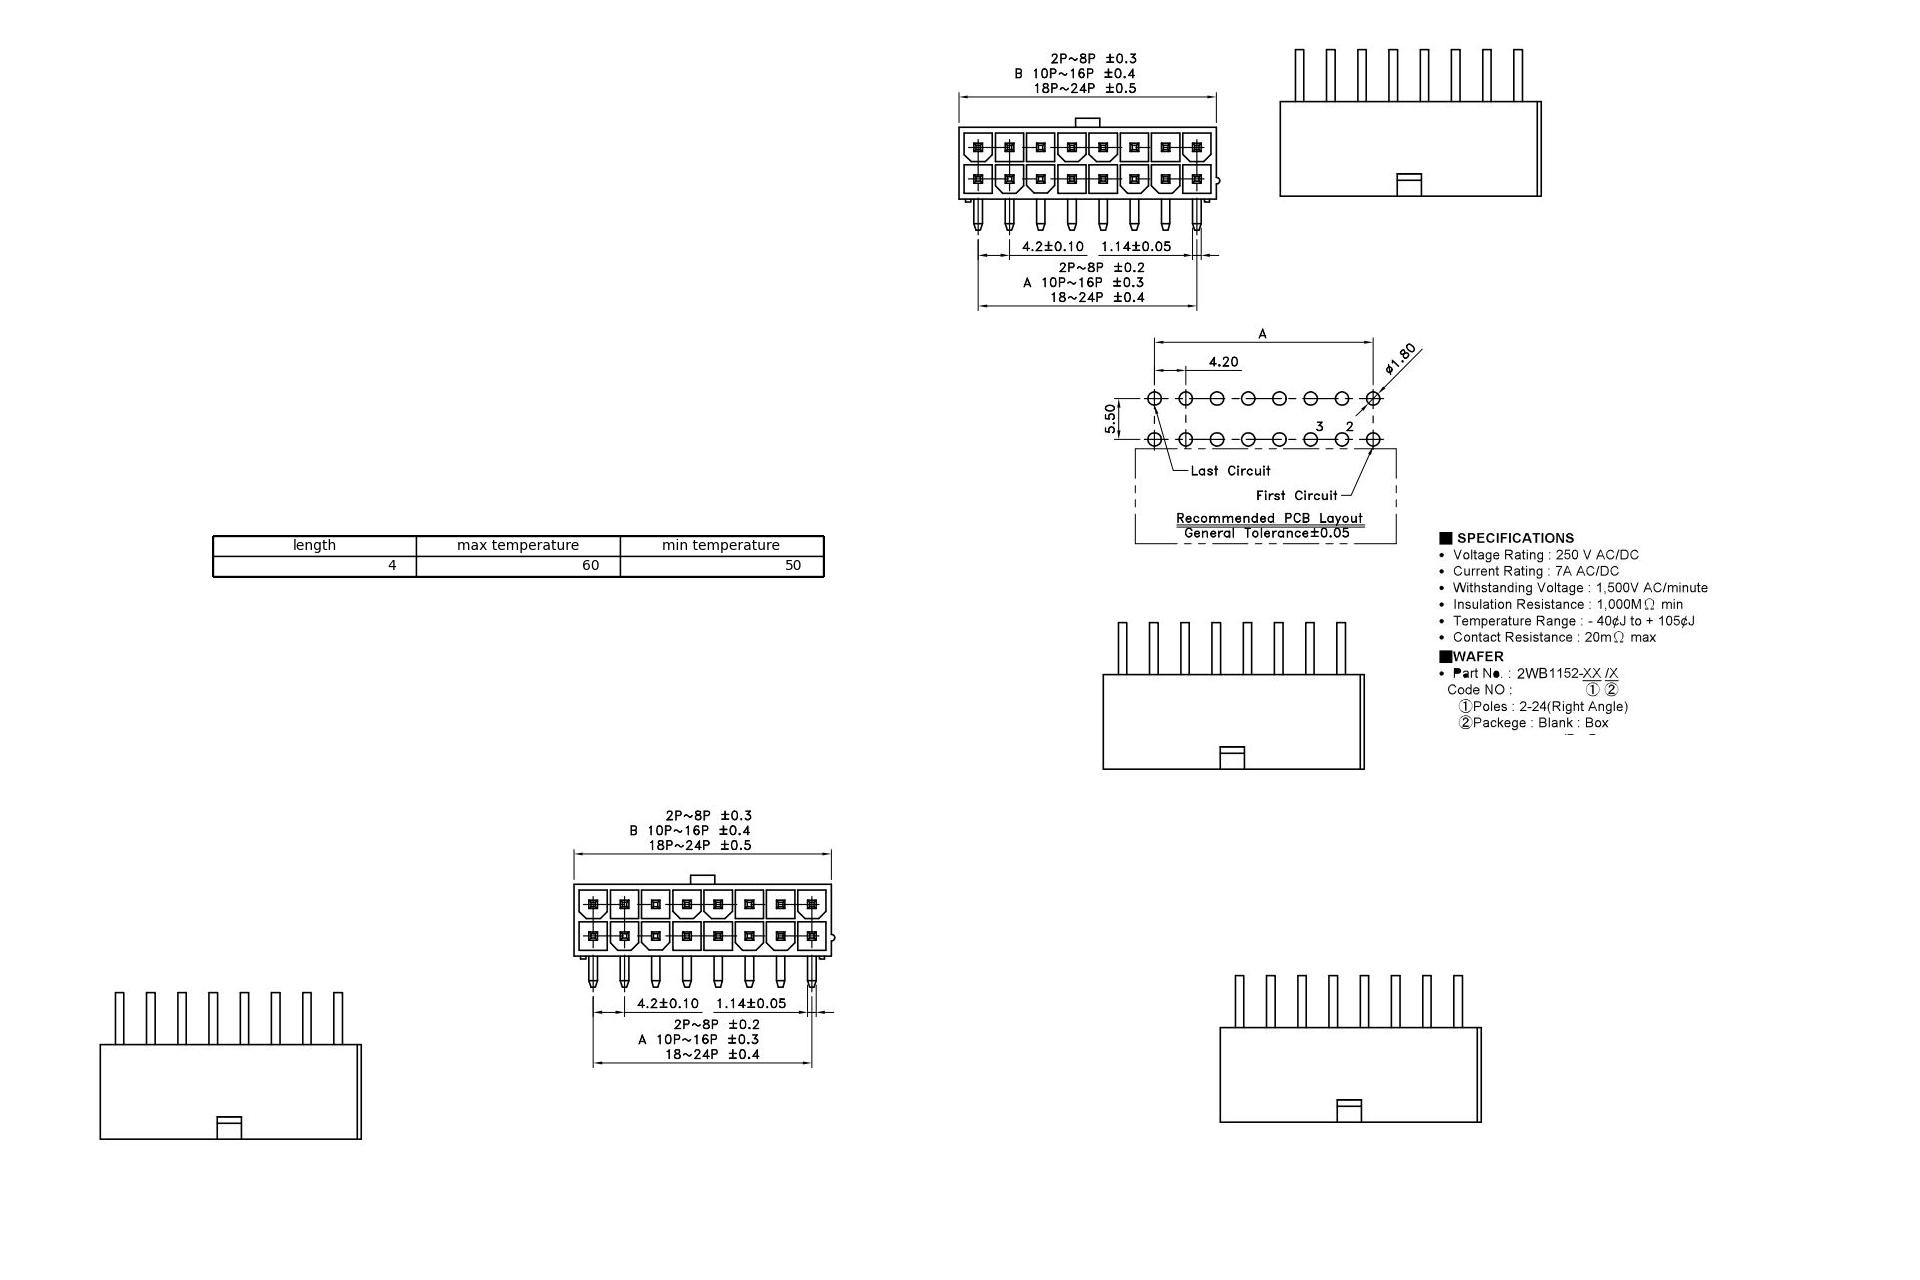 2P~8P ±0.3
B 10P~16P ±0.4
18P~24P ±0.5
4.2±0.10 1.14±0.05
2P~8P ±0.2
A 10P~16P ±0.3
18~24P ±0.4
A
4.20
ø1.80
5.50
3 2
Last Circuit
First Circuit
Recommended PCB Layout
General Tolerance±0.05
■ SPECIFICATIONS
• Voltage Rating : 250 V AC/DC
• Current Rating : 7A AC/DC
• Withstanding Voltage : 1,500V AC/minute
• Insulation Resistance : 1,000MΩ min
• Temperature Range : - 40¢J to + 105¢J
• Contact Resistance : 20mΩ max
■WAFER
• Part No. : 2WB1152-XX /X
Code NO : ① ②
①Poles : 2-24(Right Angle)
②Packege : Blank : Box
length max temperature min temperature
4 60 50
2P~8P ±0.3
B 10P~16P ±0.4
18P~24P ±0.5
4.2±0.10 1.14±0.05
2P~8P ±0.2
A 10P~16P ±0.3
18~24P ±0.4